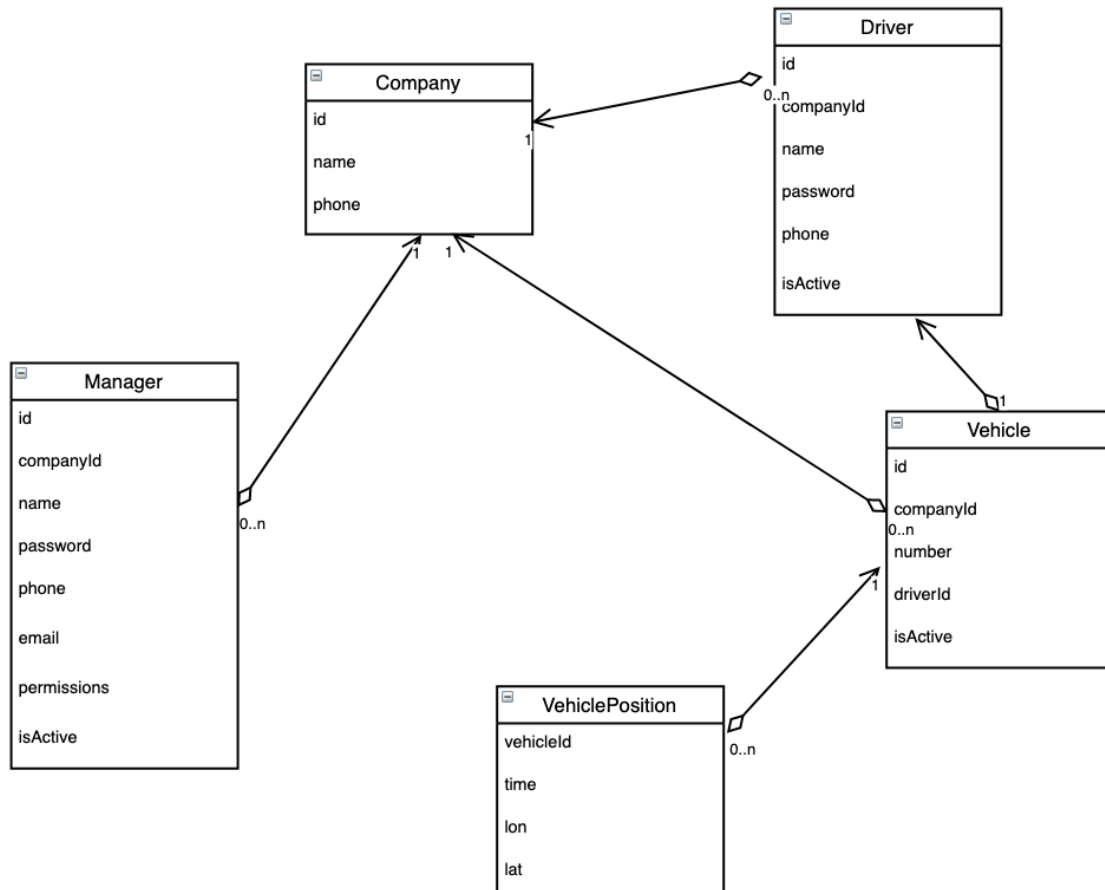 Company
id
name
phone
1
1
1
Driver
id
0..n
companyId
name
password
phone
isActive
Manager
id
companyId
name
password
phone
email
permissions
isActive
0..n
1
Vehicle
id
companyId
0..n
number
driverId
isActive
1
VehiclePosition
vehicleId
time
lon
lat
0..n